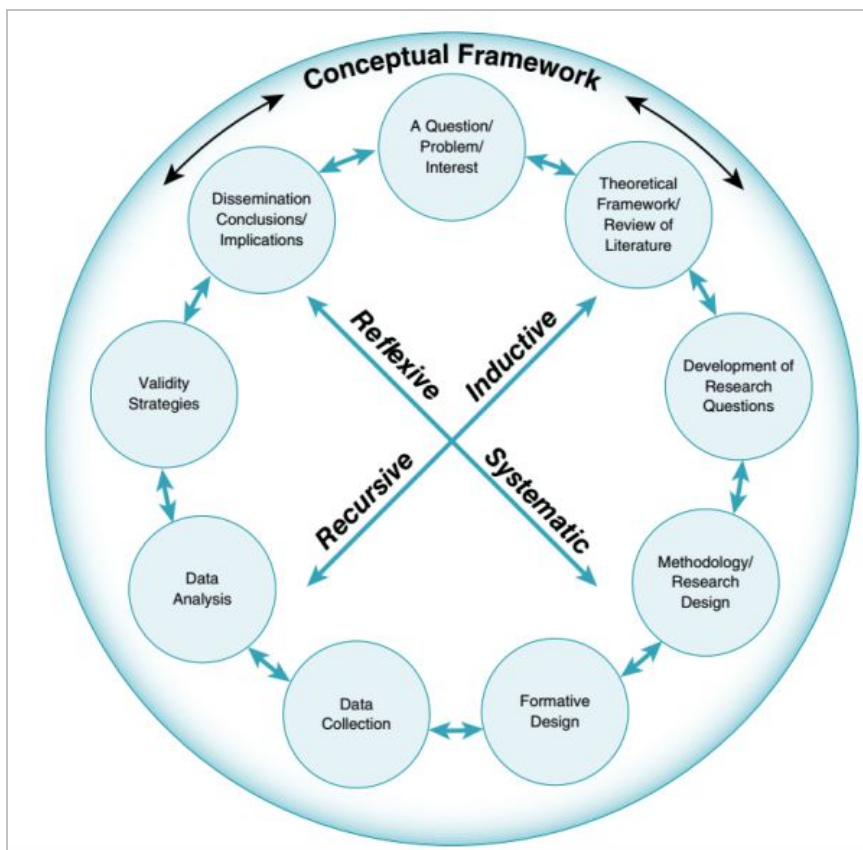 Conceptual Framework
A Question/
Problem/
Interest
Theoretical
Framework/
Review of
Literature
Development of
Research
Questions
Methodology/
Research
Design
Formative
Design
Data
Collection
Data
Analysis
Validity
Strategies
Dissemination
Conclusions/
Implications
Reflexive
Inductive
Recursive
Systematic